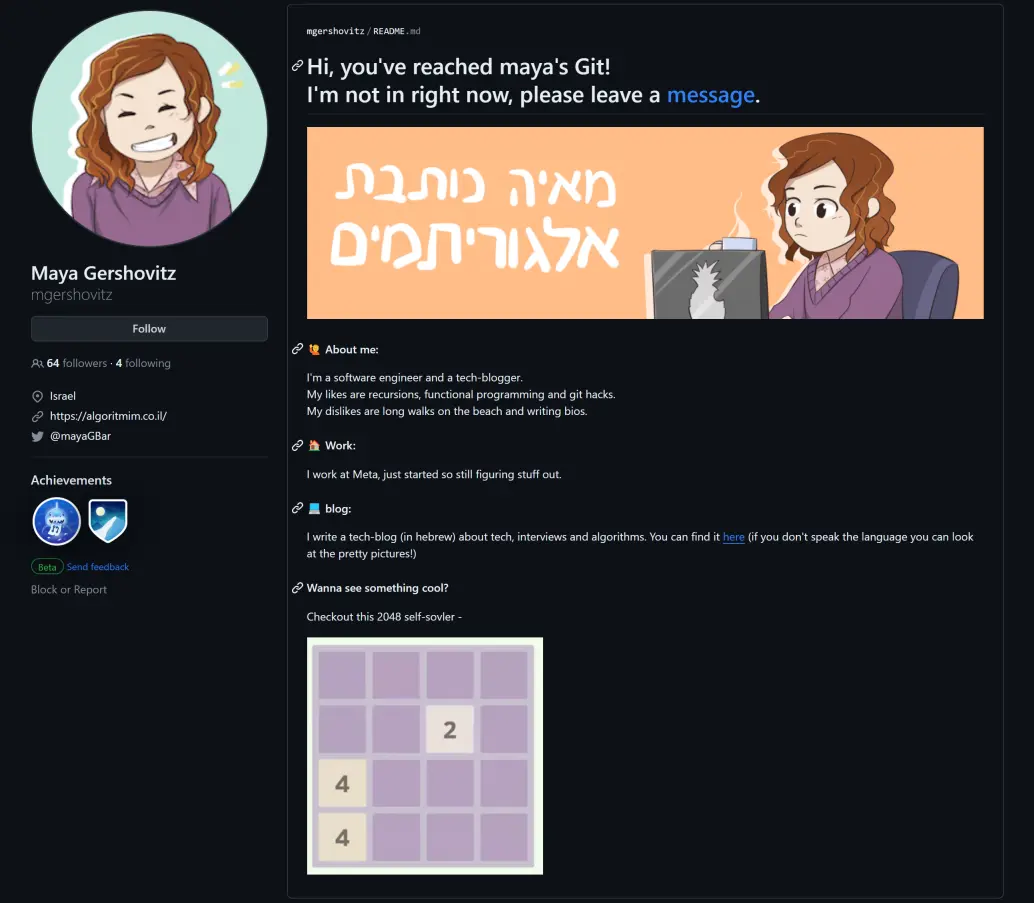 Maya Gershovitz
mgershovitz
Follow
64 followers · 4 following
Israel
https://algoritmim.co.il/
@mayaGBar
Achievements
Beta Send feedback
Block or Report
mgershovitz/README.md
Hi, you've reached maya's Git!
I'm not in right now, please leave a message.
מאיה כותבת
אלגוריתמים
About me:
I'm a software engineer and a tech-blogger.
My likes are recursions, functional programming and git hacks.
My dislikes are long walks on the beach and writing bios.
Work:
I work at Meta, just started so still figuring stuff out.
blog:
I write a tech-blog (in hebrew) about tech, interviews and algorithms. You can find it here (if you don't speak the language you can look
at the pretty pictures!)
Wanna see something cool?
Checkout this 2048 self-sovler -
2
4
4